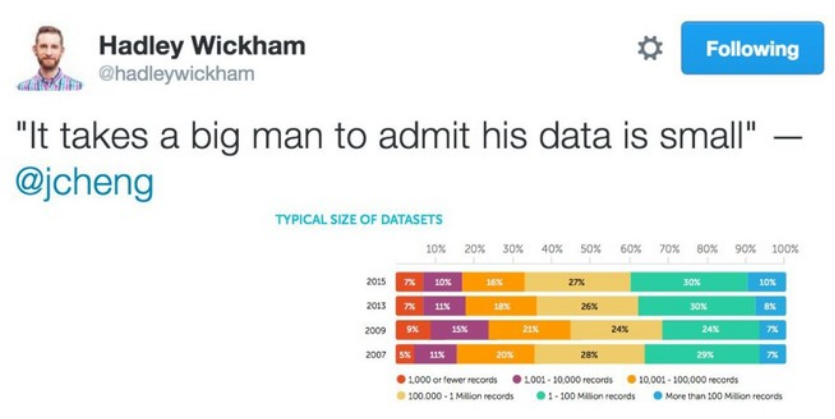 Hadley Wickham
@hadleywickham
Following
"It takes a big man to admit his data is small" —
@jcheng
TYPICAL SIZE OF DATASETS
10% 20% 30% 40% 50% 60% 70% 80% 90% 100%
2015 7% 10% 16% 27% 30% 10%
2013 7% 11% 18% 26% 30% 8%
2009 9% 15% 21% 24% 24% 7%
2007 5% 11% 20% 28% 29% 7%
1,000 or fewer records 1,001 - 10,000 records 10,001 - 100,000 records
100.000 - 1 Million records 1 - 100 Million records More than 100 Million records